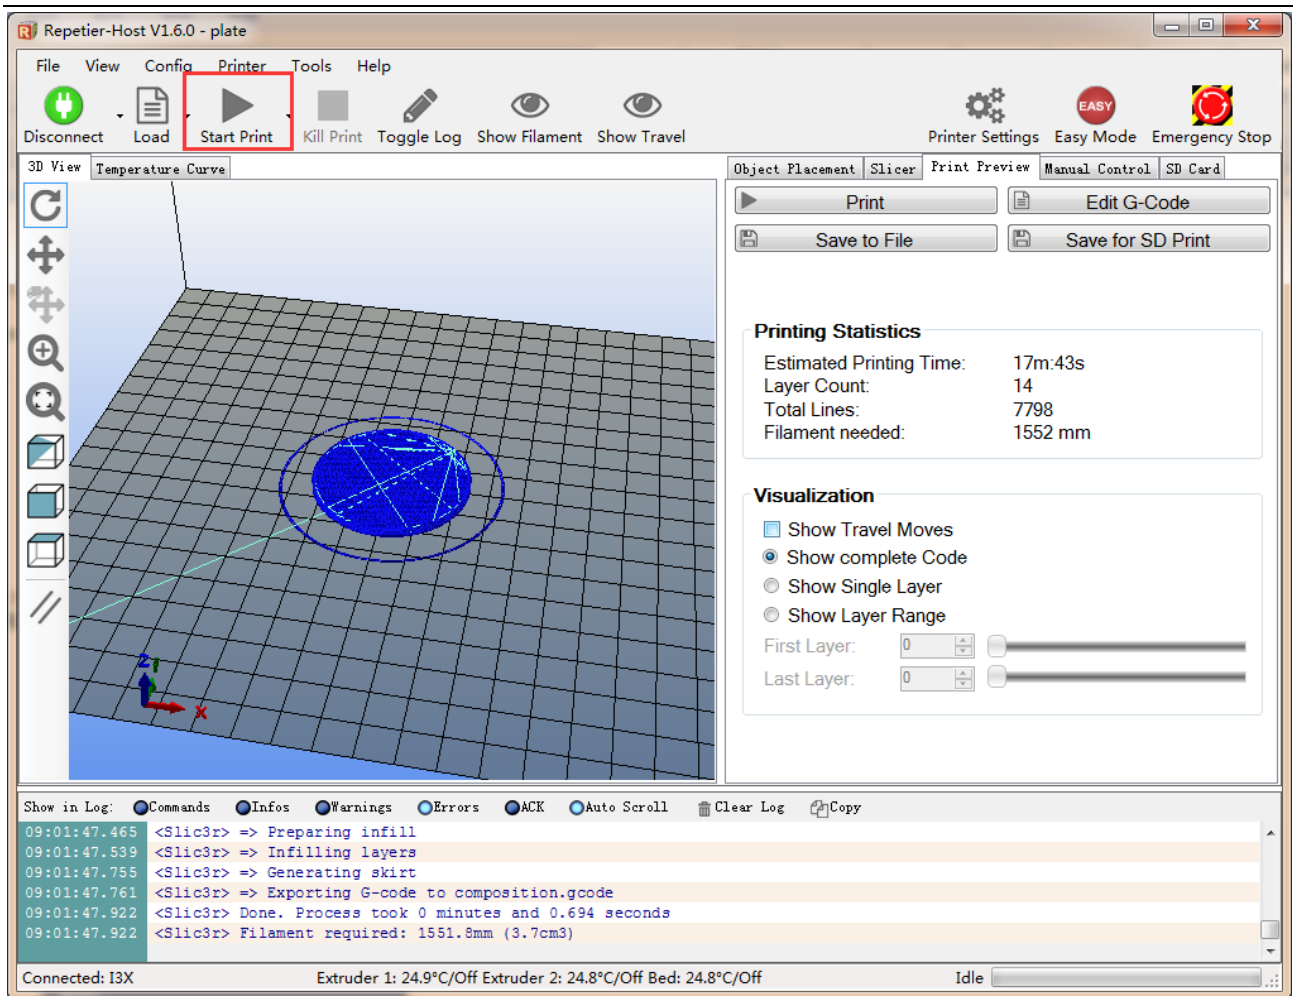 Repetier-Host V1.6.0 - plate
File View Config Printer Tools Help
Disconnect Load Start Print Kill Print Toggle Log Show Filament Show Travel Printer Settings EASY Easy Mode Emergency Stop
3D View Temperature Curve
Object Placement Slicer Print Preview Manual Control SD Card
Print Edit G-Code
Save to File Save for SD Print
Printing Statistics
Estimated Printing Time: 17m:43s
Layer Count: 14
Total Lines: 7798
Filament needed: 1552 mm
Visualization
Show Travel Moves
Show complete Code
Show Single Layer
Show Layer Range
First Layer: 0
Last Layer: 0
Z
X
Show in Log: Commands Infos Warnings Errors ACK Auto Scroll Clear Log Copy
09:01:47.465 <Slic3r> => Preparing infill
09:01:47.539 <Slic3r> => Infilling layers
09:01:47.755 <Slic3r> => Generating skirt
09:01:47.761 <Slic3r> => Exporting G-code to composition.gcode
09:01:47.922 <Slic3r> Done. Process took 0 minutes and 0.694 seconds
09:01:47.922 <Slic3r> Filament required: 1551.8mm (3.7cm3)
Connected: I3X Extruder 1: 24.9°C/Off Extruder 2: 24.8°C/Off Bed: 24.8°C/Off Idle